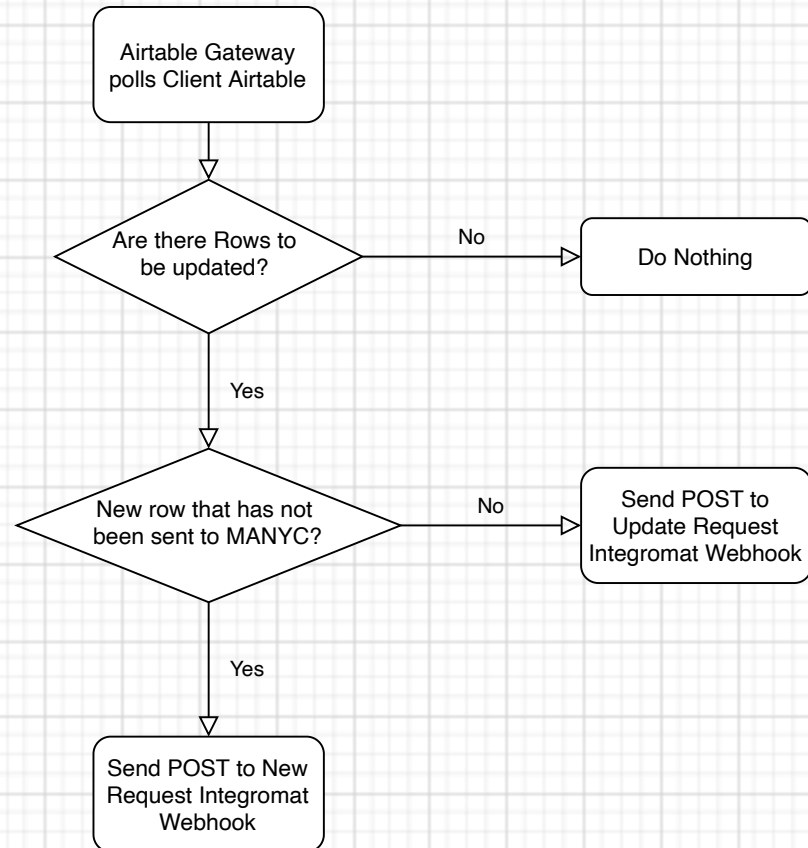 Airtable Gateway
polls Client Airtable
Are there Rows to
be updated?
No
Do Nothing
Yes
New row that has not
been sent to MANYC?
No
Send POST to
Update Request
Integromat Webhook
Yes
Send POST to New
Request Integromat
Webhook